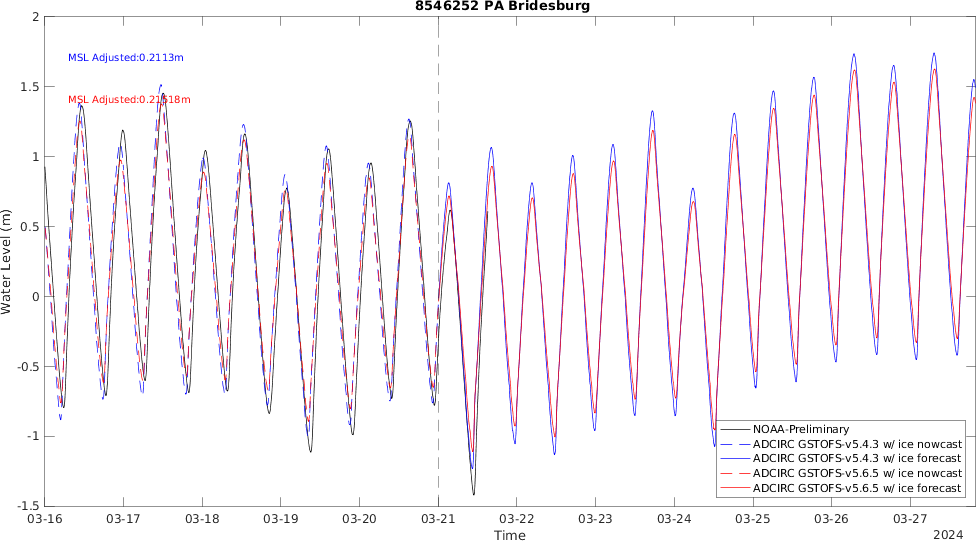 8546252 PA Bridesburg
2
1.5
1
0.5
0
-0.5
-1
-1.5
Water Level (m)
MSL Adjusted:0.2113m
MSL Adjusted:0.21618m
NOAA-Preliminary
ADCIRC GSTOFS-v5.4.3 w/ ice nowcast
ADCIRC GSTOFS-v5.4.3 w/ ice forecast
ADCIRC GSTOFS-v5.6.5 w/ ice nowcast
ADCIRC GSTOFS-v5.6.5 w/ ice forecast
03-16 03-17 03-18 03-19 03-20 03-21 03-22 03-23 03-24 03-25 03-26 03-27
Time
2024